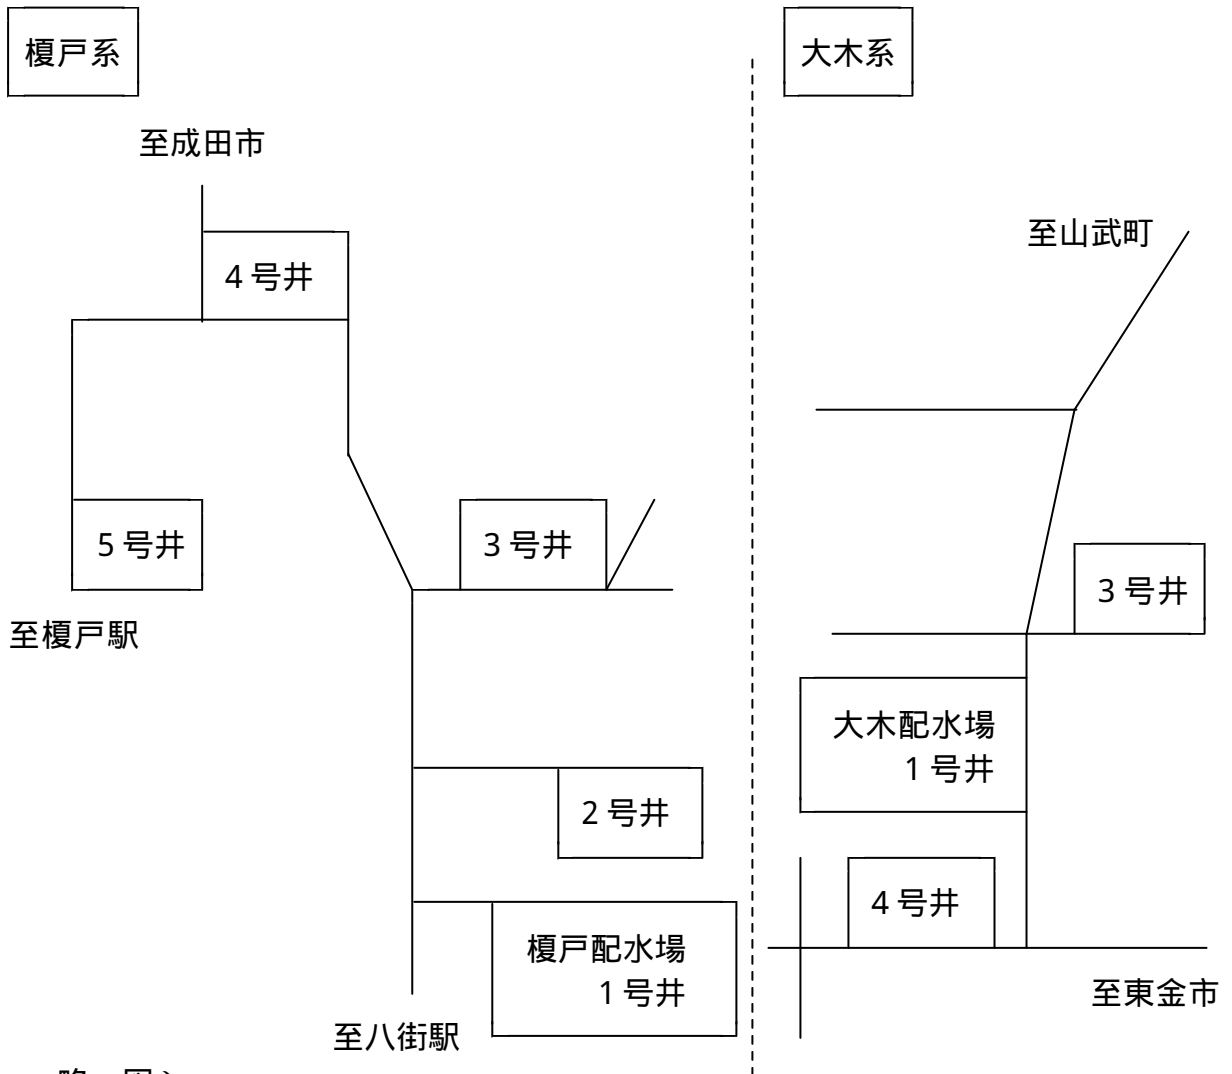 榎戸系
至成田市
4号井
5号井
3号井
至榎戸駅
2号井
榎戸配水場
1号井
至八街駅
大木系
至山武町
3号井
大木配水場
1号井
4号井
至東金市